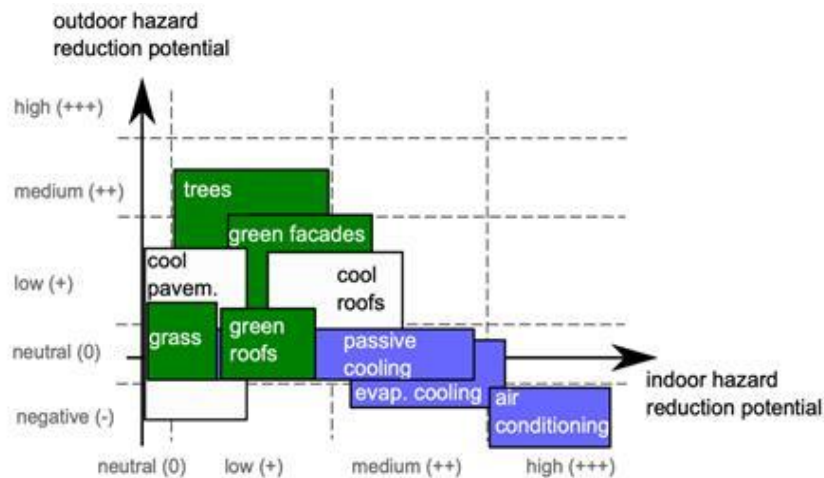 outdoor hazard
reduction potential
high (+++)
medium (++)
trees
green facades
cool
pavem.
low (+)
cool
roofs
grass
green
roofs
neutral (0)
passive
cooling
indoor hazard
reduction potential
evap. cooling
air
conditioning
negative (-)
neutral (0)
low (+)
medium (++)
high (+++)